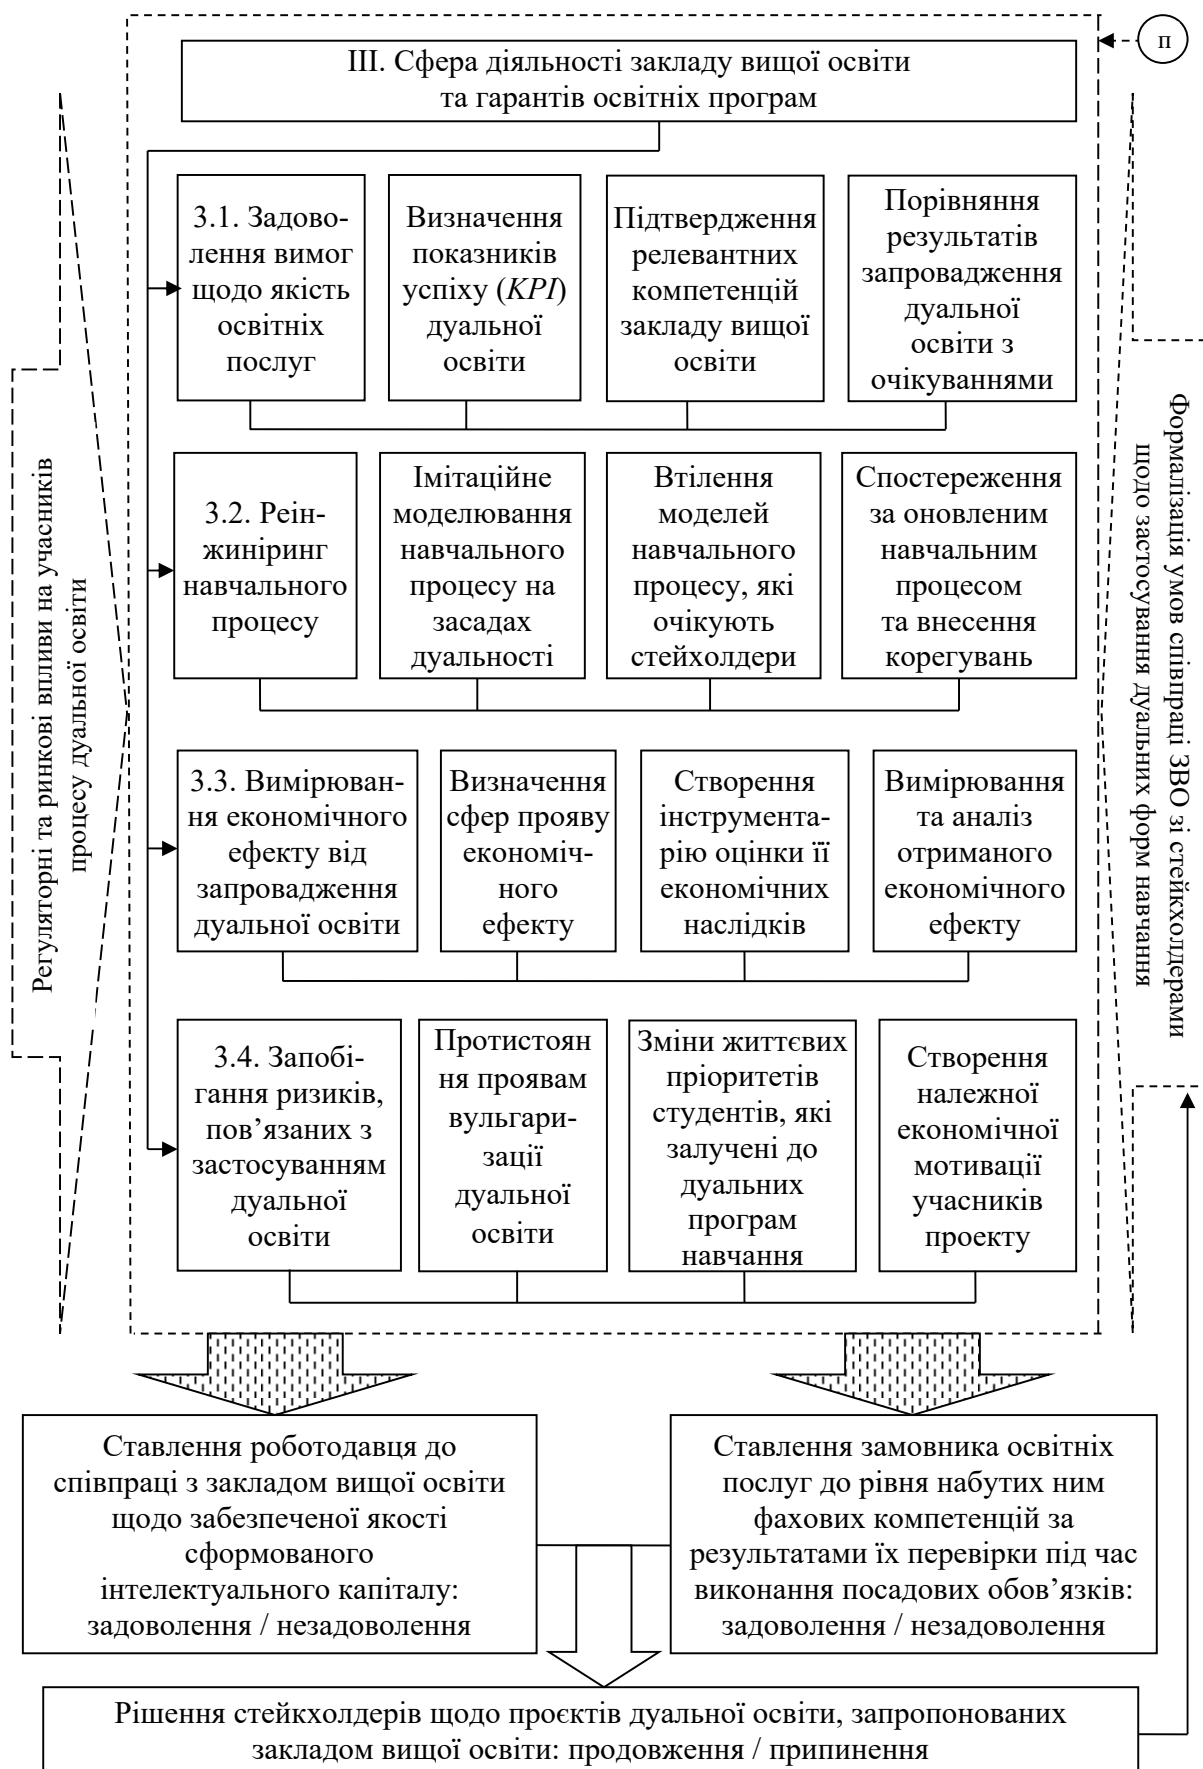 п
ІІІ. Сфера діяльності закладу вищої освіти
та гарантів освітніх програм
3.1. Задово-
лення вимог
щодо якість
освітніх
послуг
Визначення
показників
успіху (KPI)
дуальної
освіти
Підтвердження
релевантних
компетенцій
закладу вищої
освіти
Порівняння
результатів
запровадження
дуальної
освіти з
очікуваннями
3.2. Реін-
жиніринг
навчального
процесу
Імітаційне
моделювання
навчального
процесу на
засадах
дуальності
Втілення
моделей
навчального
процесу, які
очікують
стейхолдери
Спостереження
за оновленим
навчальним
процесом
та внесення
корегувань
3.3. Вимірюван-
ня економічного
ефекту від
запровадження
дуальної освіти
Визначення
сфер прояву
економіч-
ного
ефекту
Створення
інструмента-
рію оцінки її
економічних
наслідків
Вимірювання
та аналіз
отриманого
економічного
ефекту
3.4. Запобі-
гання ризиків,
пов’язаних з
застосуванням
дуальної
освіти
Протистоян
ня проявам
вульгари-
зації
дуальної
освіти
Зміни життєвих
пріоритетів
студентів, які
залучені до
дуальних
програм
навчання
Створення
належної
економічної
мотивації
учасників
проекту
Регуляторні та ринкові впливи на учасників
процесу дуальної освіти
Формалізація умов співпраці ЗВО зі стейкхолдерами
щодо застосування дуальних форм навчання
Ставлення роботодавця до
співпраці з закладом вищої освіти
щодо забезпеченої якості
сформованого
інтелектуального капіталу:
задоволення / незадоволення
Ставлення замовника освітніх
послуг до рівня набутих ним
фахових компетенцій за
результатами їх перевірки під час
виконання посадових обов’язків:
задоволення / незадоволення
Рішення стейкхолдерів щодо проєктів дуальної освіти, запропонованих
закладом вищої освіти: продовження / припинення